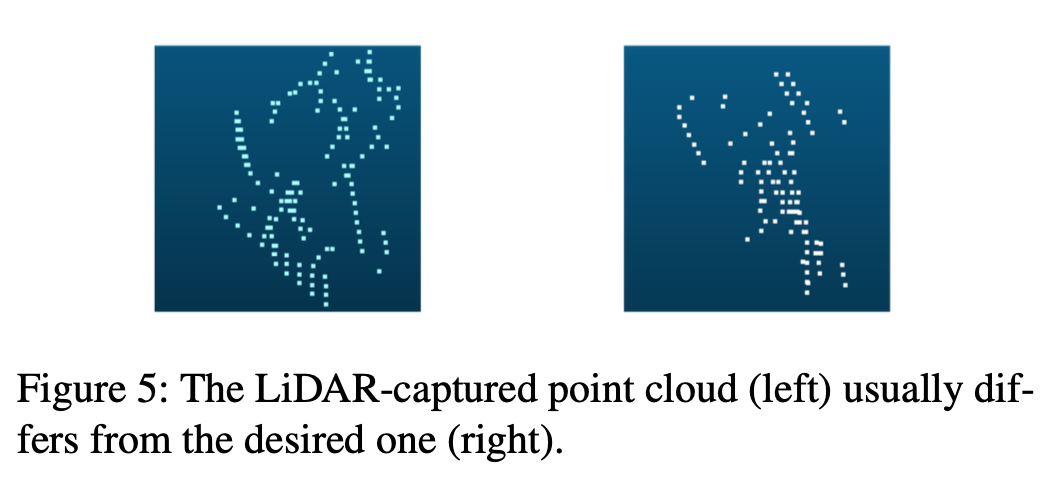 Figure 5: The LiDAR-captured point cloud (left) usually dif-
fers from the desired one (right).